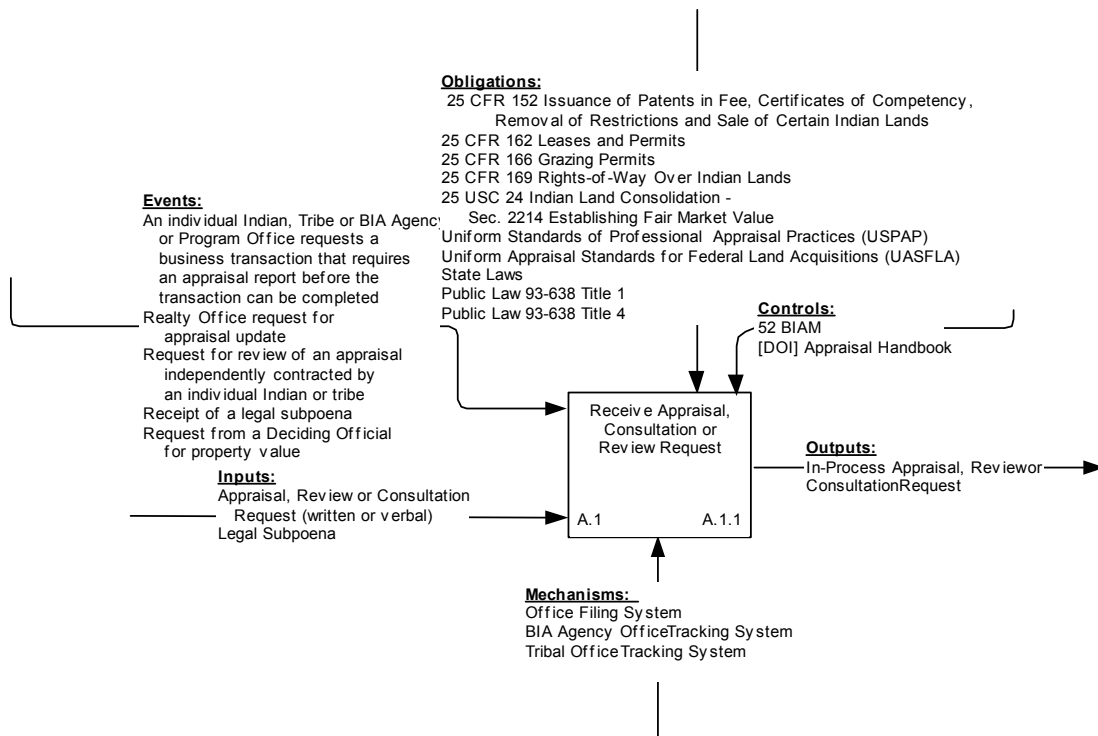 Obligations:
25 CFR 152 Issuance of Patents in Fee, Certificates of Competency,
Removal of Restrictions and Sale of Certain Indian Lands
25 CFR 162 Leases and Permits
25 CFR 166 Grazing Permits
25 CFR 169 Rights-of-Way Over Indian Lands
25 USC 24 Indian Land Consolidation -
Sec. 2214 Establishing Fair Market Value
Uniform Standards of Professional Appraisal Practices (USPAP)
Uniform Appraisal Standards for Federal Land Acquisitions (UASFLA)
State Laws
Public Law 93-638 Title 1
Public Law 93-638 Title 4
Events:
An individual Indian, Tribe or BIA Agency
or Program Office requests a
business transaction that requires
an appraisal report before the
transaction can be completed
Realty Office request for
appraisal update
Request for review of an appraisal
independently contracted by
an individual Indian or tribe
Receipt of a legal subpoena
Request from a Deciding Official
for property value
Controls:
52 BIAM
[DOI] Appraisal Handbook
Inputs:
Appraisal, Review or Consultation
Request (written or verbal)
Legal Subpoena
Receive Appraisal,
Consultation or
Review Request
A.1 A.1.1
Outputs:
In-Process Appraisal, Reviewor
ConsultationRequest
Mechanisms:
Office Filing System
BIA Agency OfficeTracking System
Tribal OfficeTracking System